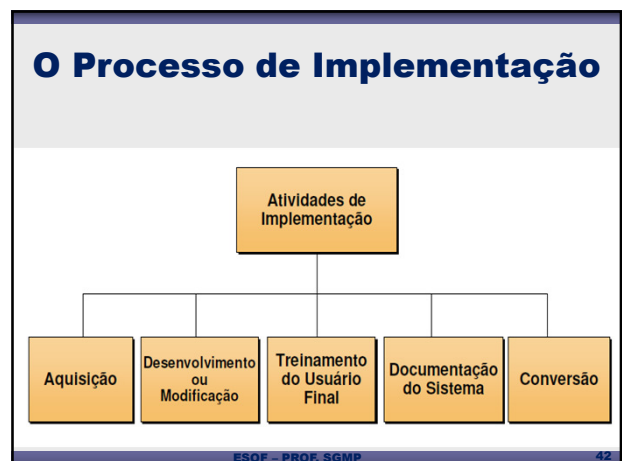 O Processo de Implementação
Atividades de
Implementação
Aquisição
Desenvolvimento
ou
Modificação
Treinamento
do Usuário
Final
Documentação
do Sistema
Conversão
ESOF – PROF. SGMP
42